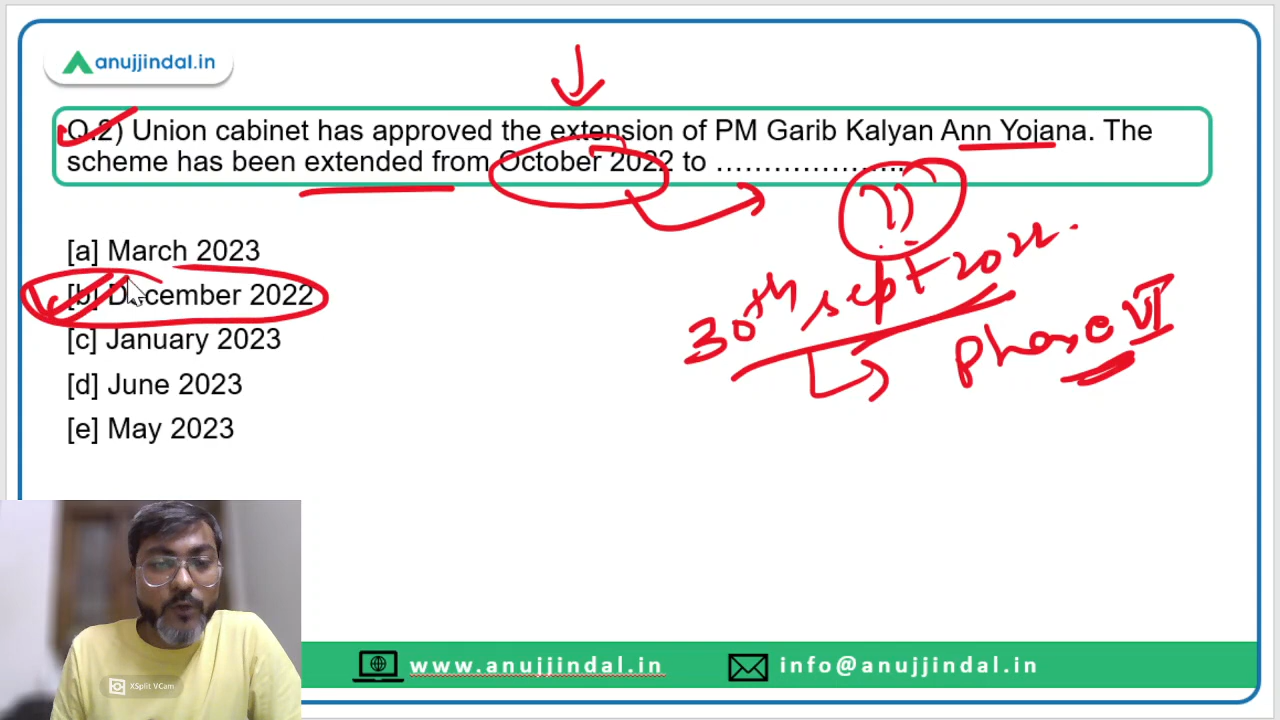 anujjindal.in
Q.2) Union cabinet has approved the extension of PM Garib Kalyan Ann Yojana. The
scheme has been extended from October 2022 to ........................
??
[a] March 2023
30th sept 2022.
[b] December 2022
Phase VI
[c] January 2023
[d] June 2023
[e] May 2023
www.anujjindal.in
info@anujjindal.in
XSplit VCam